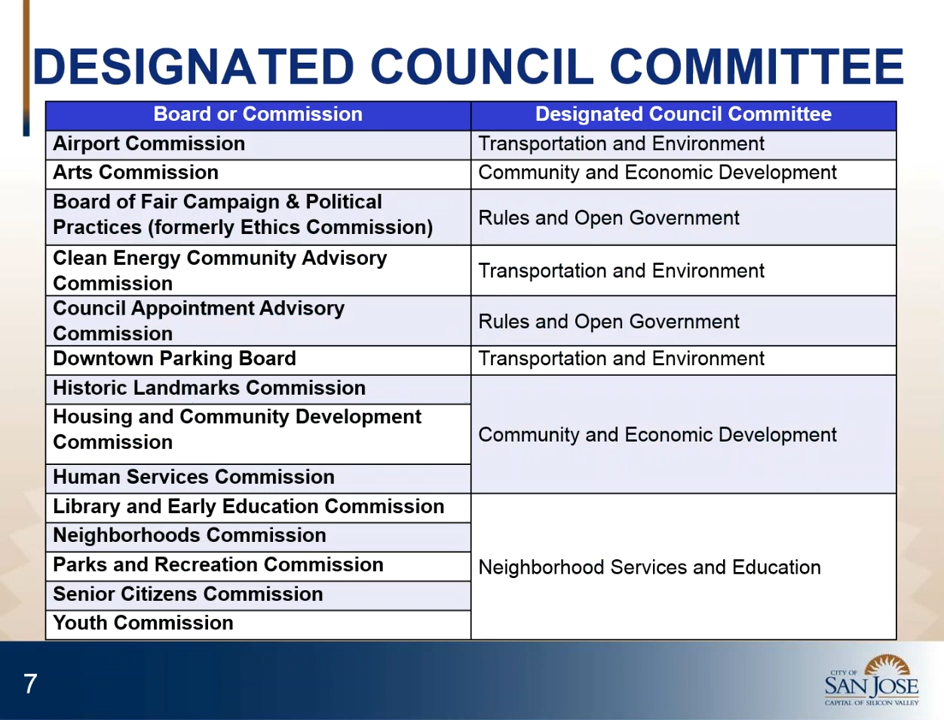 DESIGNATED COUNCIL COMMITTEE
Board or Commission
Designated Council Committee
Airport Commission
Transportation and Environment
Arts Commission
Community and Economic Development
Board of Fair Campaign & Political
Practices (formerly Ethics Commission)
Rules and Open Government
Clean Energy Community Advisory
Commission
Transportation and Environment
Council Appointment Advisory
Commission
Rules and Open Government
Downtown Parking Board
Transportation and Environment
Historic Landmarks Commission
Housing and Community Development
Commission
Human Services Commission
Community and Economic Development
Library and Early Education Commission
Neighborhoods Commission
Parks and Recreation Commission
Senior Citizens Commission
Youth Commission
Neighborhood Services and Education
7
CITY OF
SAN JOSE
CAPITAL OF SILICON VALLEY